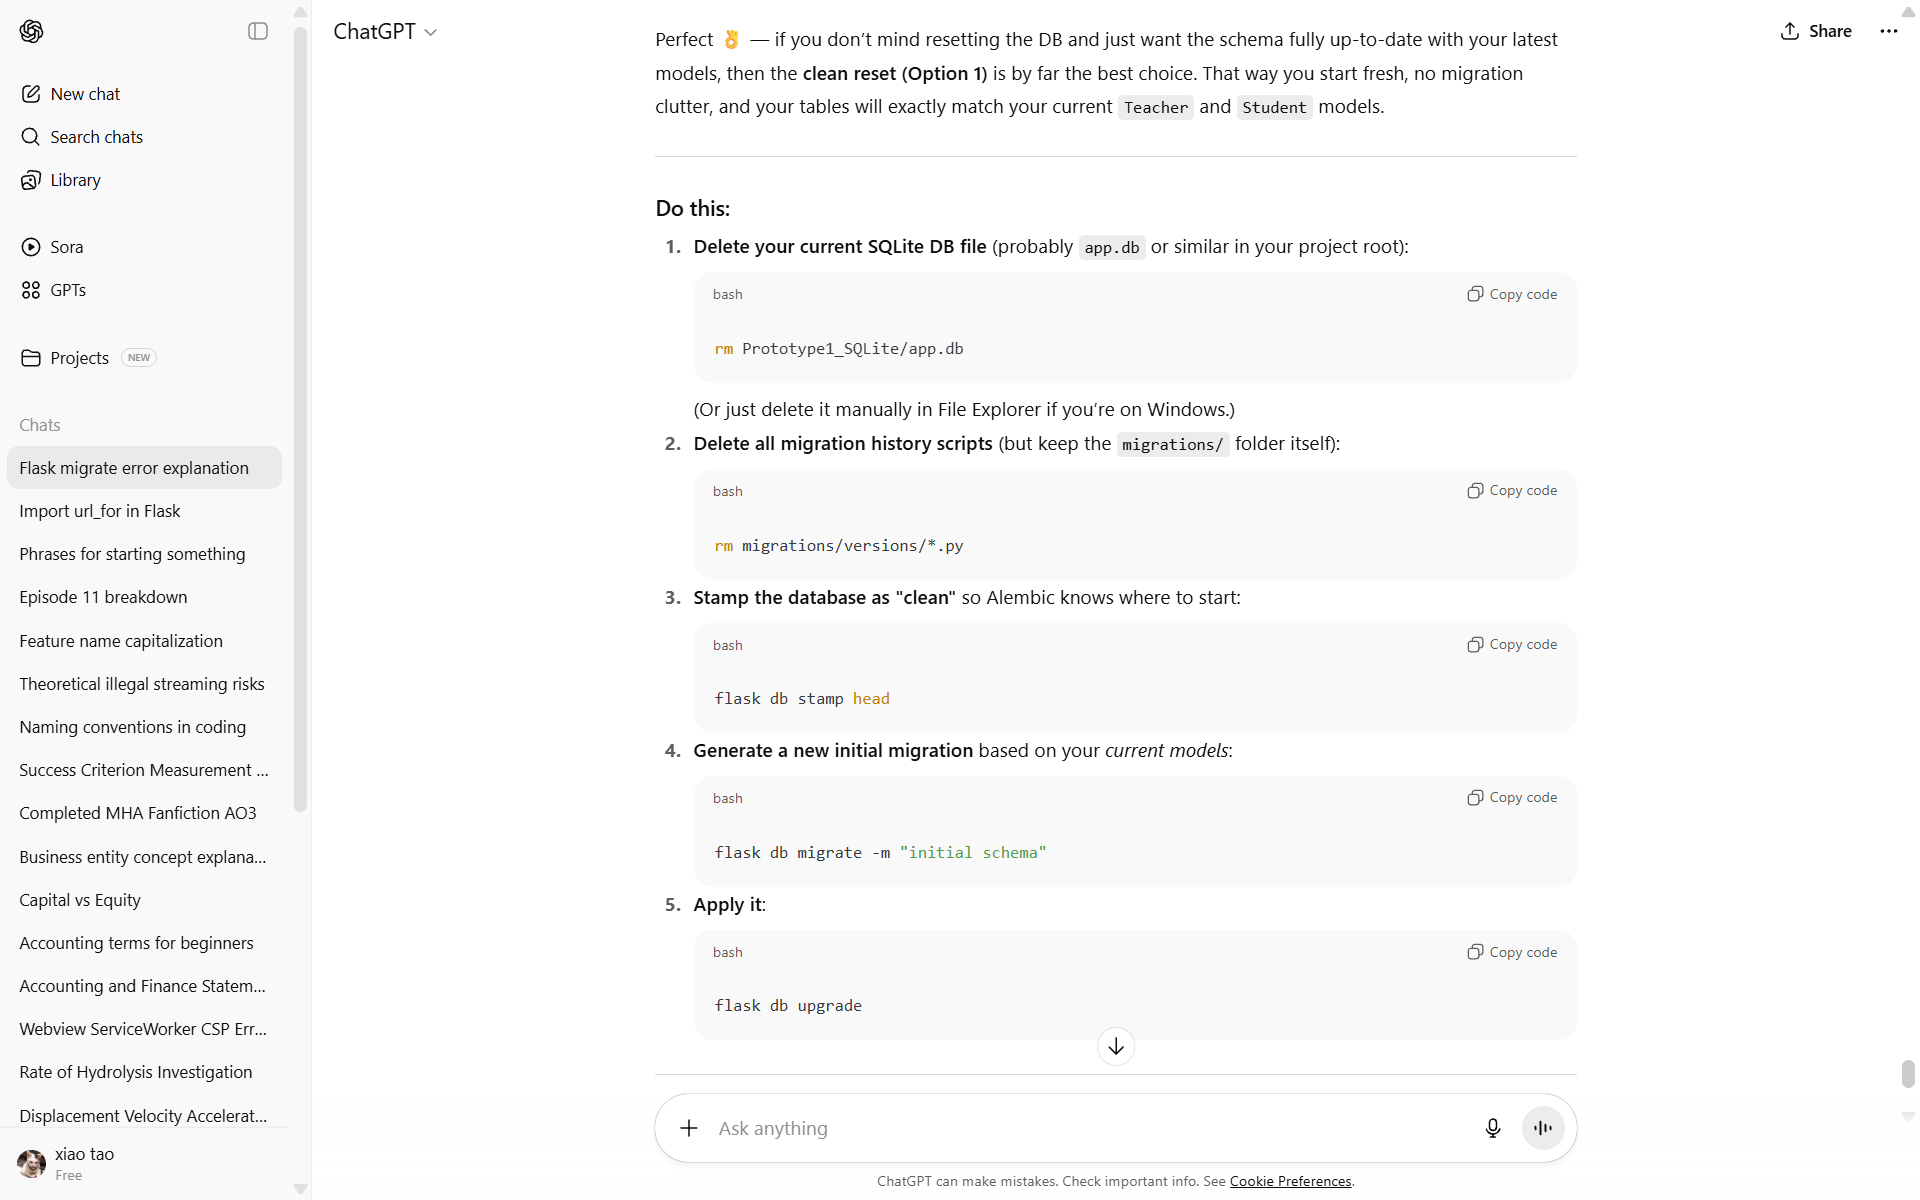 New chat
Search chats
Library
Sora
GPTs
Projects NEW
Chats
Flask migrate error explanation
Import url_for in Flask
Phrases for starting something
Episode 11 breakdown
Feature name capitalization
Theoretical illegal streaming risks
Naming conventions in coding
Success Criterion Measurement ...
Completed MHA Fanfiction AO3
Business entity concept explana...
Capital vs Equity
Accounting terms for beginners
Accounting and Finance Statem...
Webview ServiceWorker CSP Err...
Rate of Hydrolysis Investigation
Displacement Velocity Accelerat...
xiao tao
Free
ChatGPT
Share
Perfect 👌 — if you don’t mind resetting the DB and just want the schema fully up-to-date with your latest
models, then the clean reset (Option 1) is by far the best choice. That way you start fresh, no migration
clutter, and your tables will exactly match your current Teacher and Student models.
Do this:
1. Delete your current SQLite DB file (probably app.db or similar in your project root):
bash
Copy code
rm Prototype1_SQLite/app.db
(Or just delete it manually in File Explorer if you’re on Windows.)
2. Delete all migration history scripts (but keep the migrations/ folder itself):
bash
Copy code
rm migrations/versions/*.py
3. Stamp the database as "clean" so Alembic knows where to start:
bash
Copy code
flask db stamp head
4. Generate a new initial migration based on your current models:
bash
Copy code
flask db migrate -m "initial schema"
5. Apply it:
bash
Copy code
flask db upgrade
Ask anything
ChatGPT can make mistakes. Check important info. See Cookie Preferences.